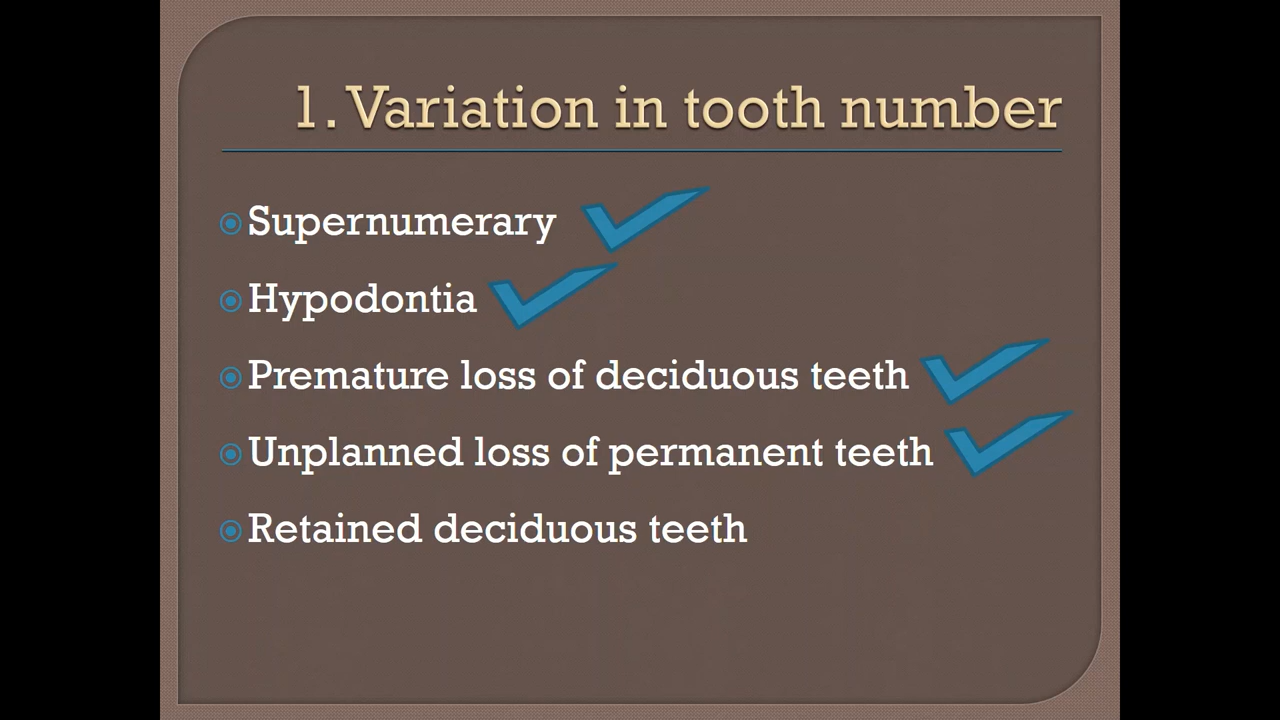 1. Variation in tooth number
Supernumerary
Hypodontia
Premature loss of deciduous teeth
Unplanned loss of permanent teeth
Retained deciduous teeth